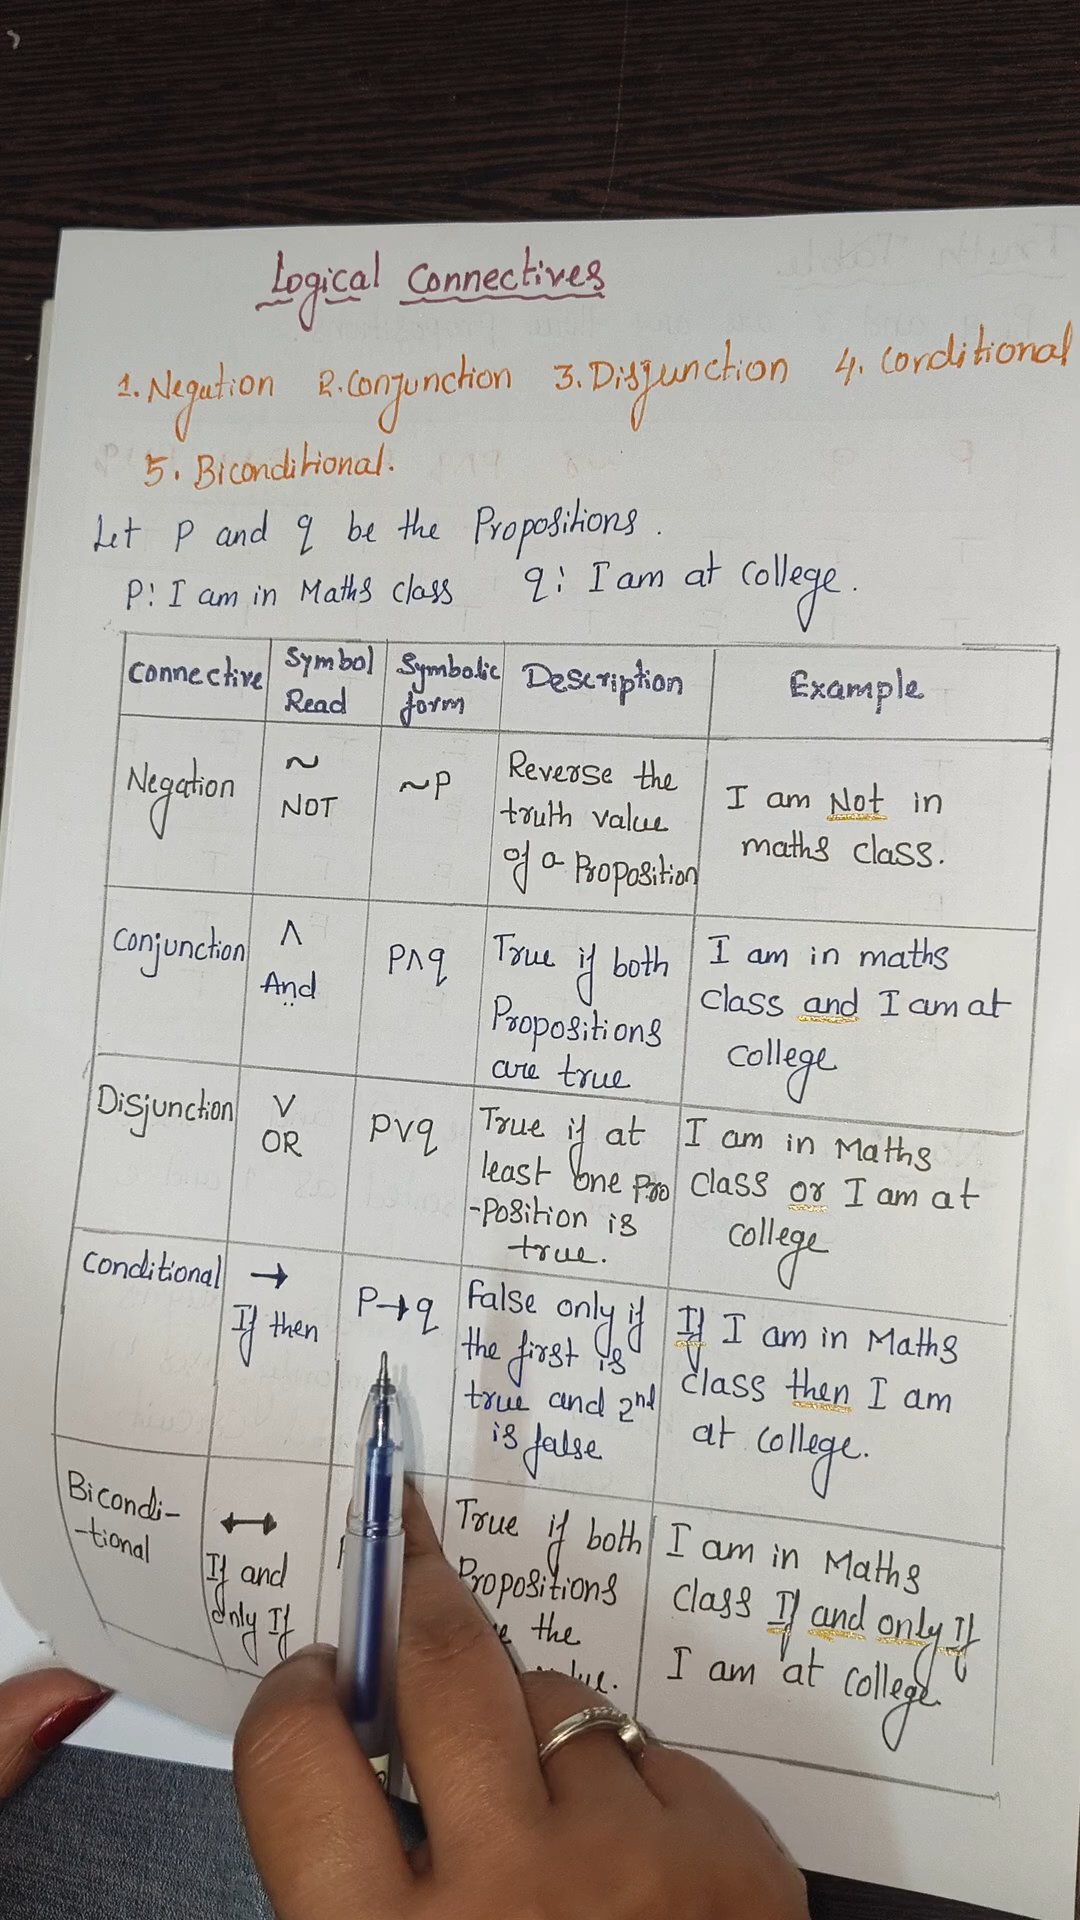 Logical Connectives
1. Negation 2. Conjunction 3. Disjunction 4. Conditional
5. Biconditional.
Let P and q be the Propositions.
P: I am in Maths class q: I am at college.
Connective
Symbol
Read
Symbolic
form
Description
Example
Negation
~
NOT
~P
Reverse the
truth value
of a Proposition
I am Not in
maths class.
Conjunction
∧
And
P∧q
True if both
Propositions
are true
I am in maths
class and I am at
college
Disjunction
∨
OR
P∨q
True if at
least one Pro
-position is
true.
I am in Maths
class or I am at
college
Conditional
→
If then
P→q
False only if
the first is
true and 2nd
is false
If I am in Maths
class then I am
at college.
Bicondi-
-tional
↔
If and
only If
True if both
Propositions
the
I am in Maths
class If and only If
I am at college.